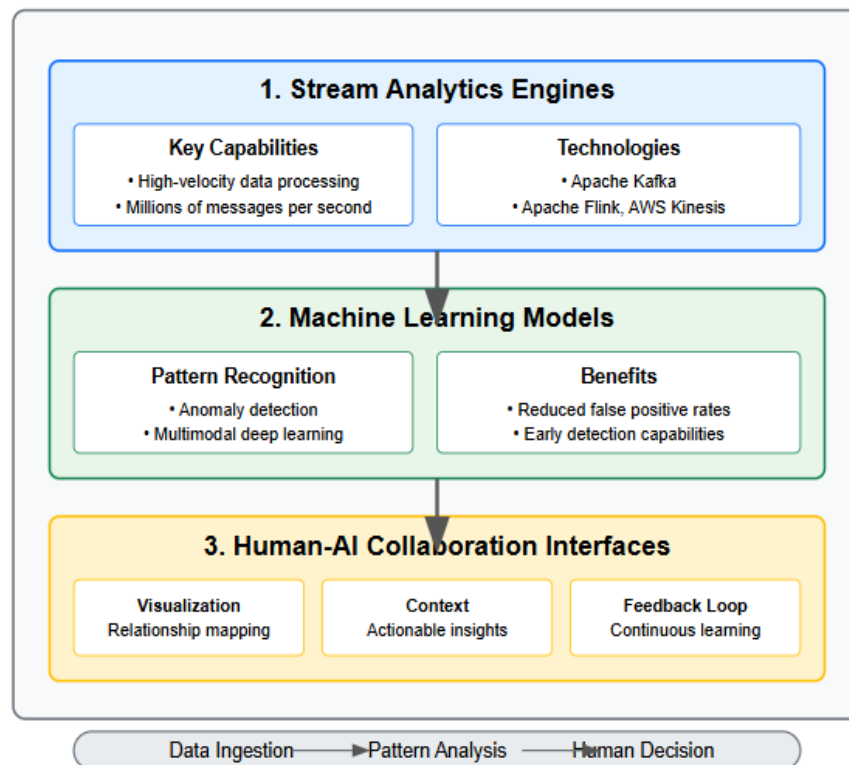 1. Stream Analytics Engines
Key Capabilities
• High-velocity data processing
• Millions of messages per second
Technologies
• Apache Kafka
• Apache Flink, AWS Kinesis
2. Machine Learning Models
Pattern Recognition
• Anomaly detection
• Multimodal deep learning
Benefits
• Reduced false positive rates
• Early detection capabilities
3. Human-AI Collaboration Interfaces
Visualization
Relationship mapping
Context
Actionable insights
Feedback Loop
Continuous learning
Data Ingestion
Pattern Analysis
Human Decision